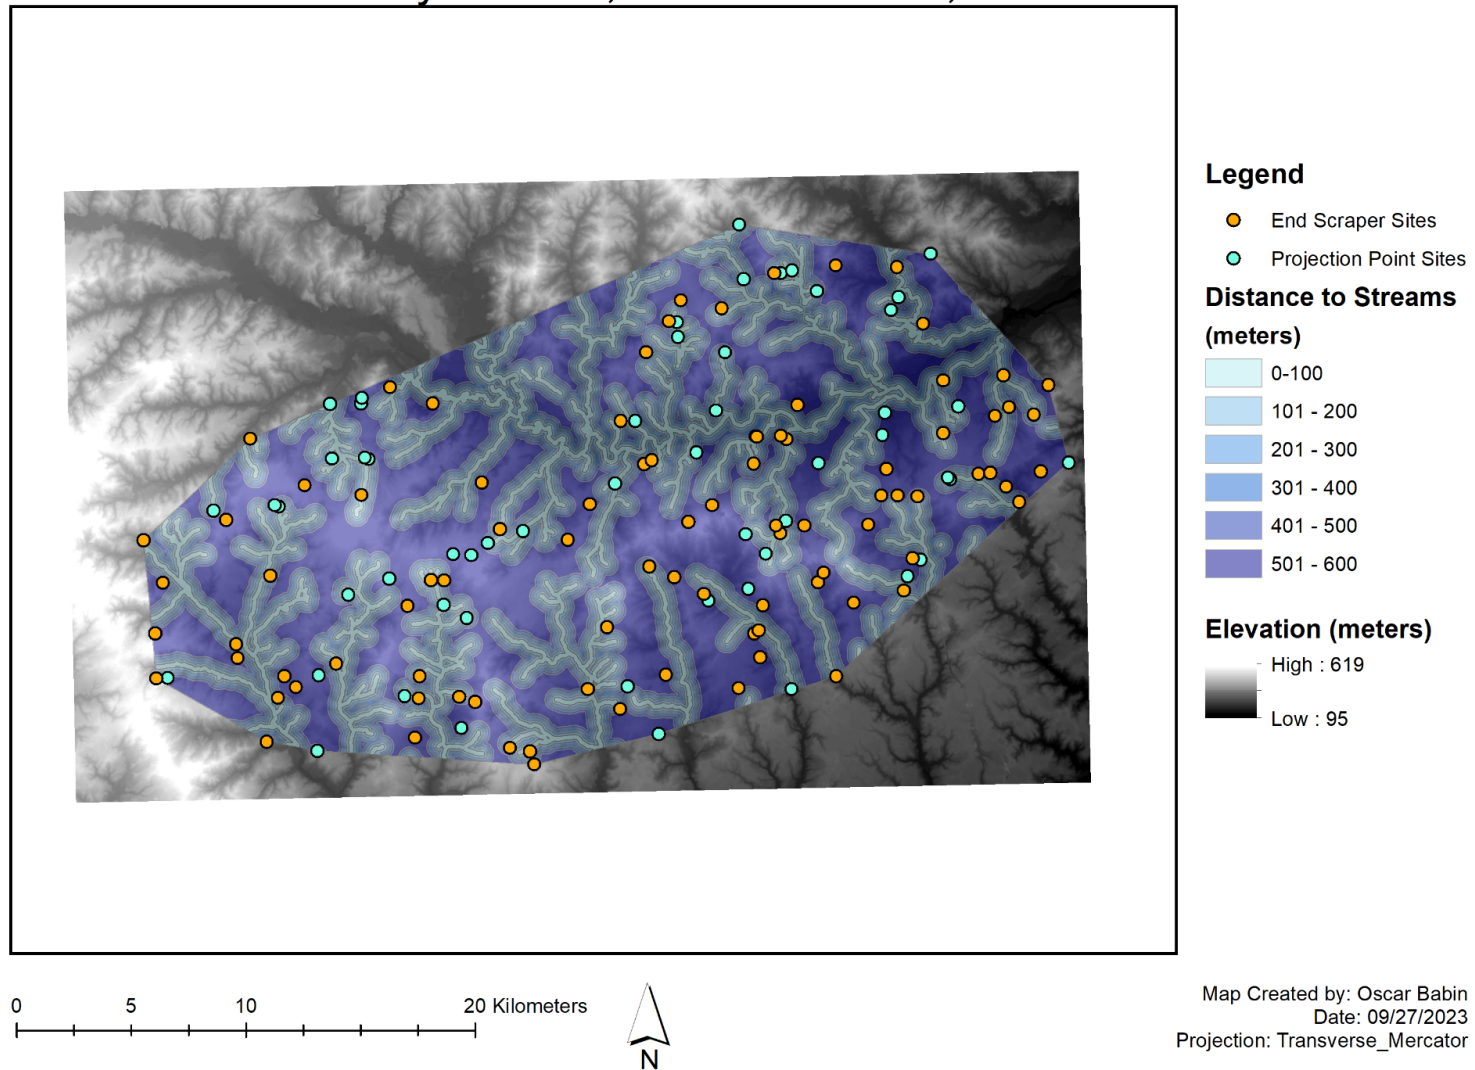 Legend
End Scraper Sites
Projection Point Sites
Distance to Streams
(meters)
0-100
101 - 200
201 - 300
301 - 400
401 - 500
501 - 600
Elevation (meters)
High : 619
Low : 95
0 5 10 20 Kilometers
N
Map Created by: Oscar Babin
Date: 09/27/2023
Projection: Transverse_Mercator